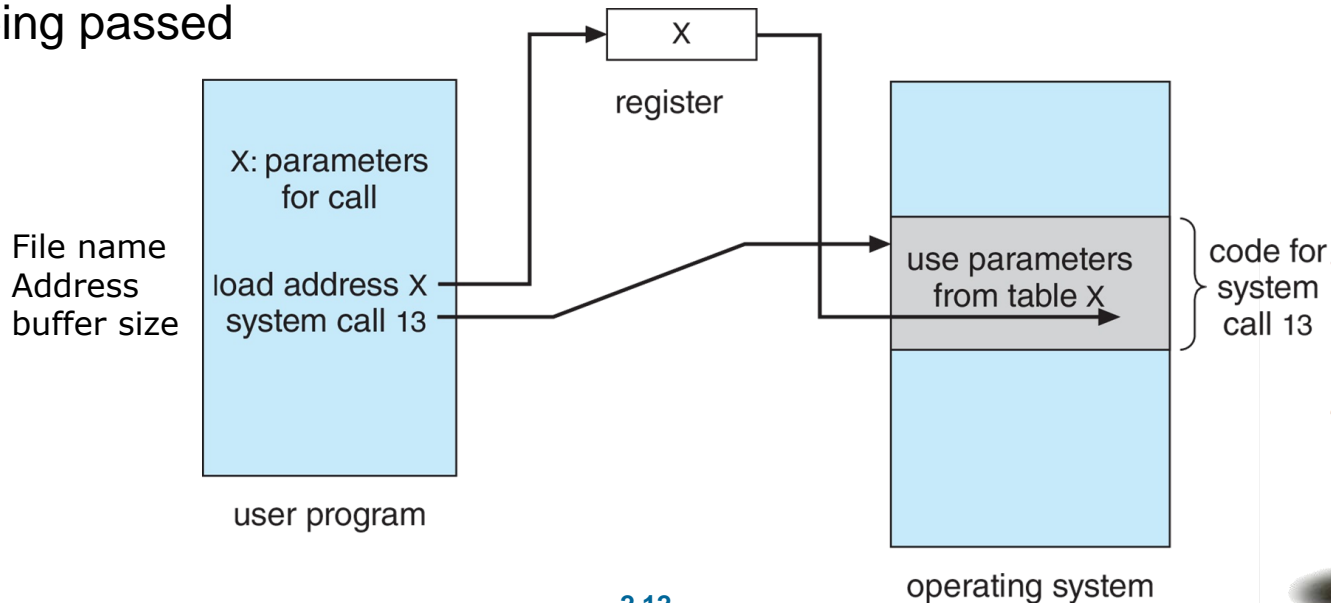 ing passed
X
register
X: parameters
for call
File name
Address
buffer size
load address X
system call 13
use parameters
from table X
code for
system
call 13
user program
operating system